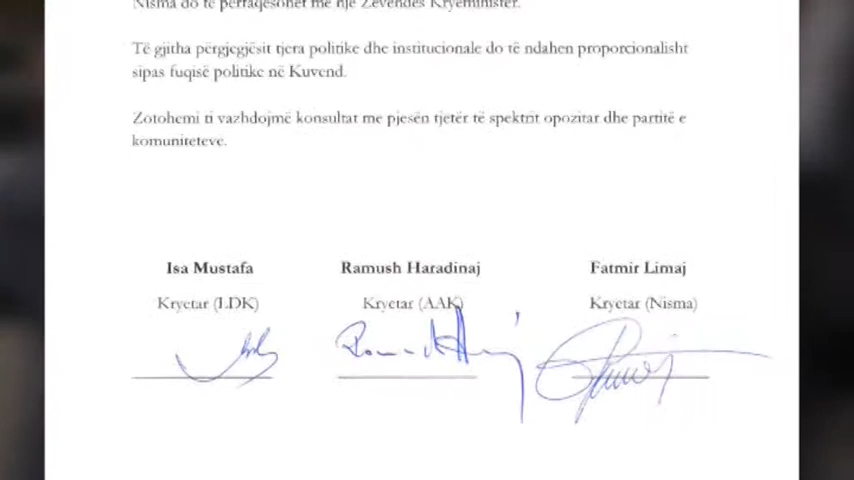 Nisma do të përfaqësohet me një Zëvendës Kryeministër.
Të gjitha përgjegjësit tjera politike dhe institucionale do të ndahen proporcionalisht
sipas fuqisë politike në Kuvend.
Zotohemi ti vazhdojmë konsultat me pjesën tjetër të spektrit opozitar dhe partitë e
komuniteteve.
Isa Mustafa Ramush Haradinaj Fatmir Limaj
Kryetar (LDK) Kryetar (AAK) Kryetar (Nisma)